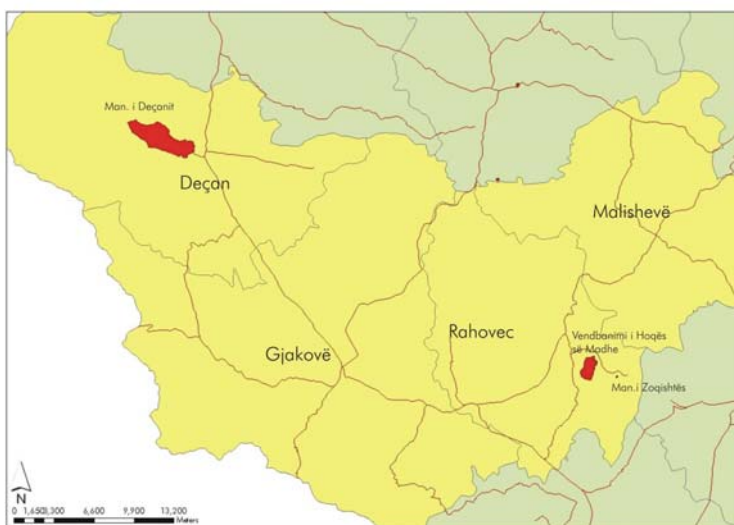 Man. i Deçanit
Deçan
Malishevë
Rahovec
Vendbanimi i Hoqës
së Madhe
Gjakovë
Man.i Zoqishtës
N
0 1,650 3,300 6,600 9,900 13,200
Meters